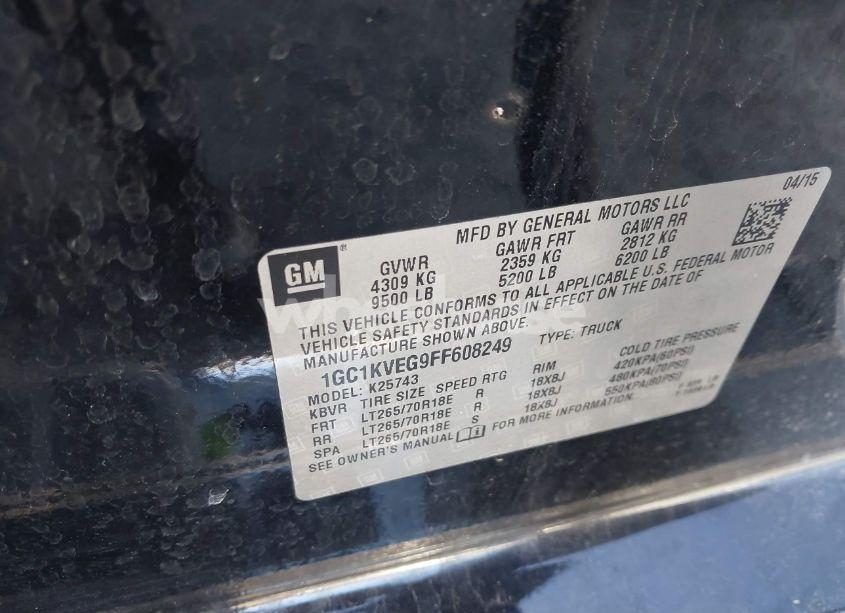 04/15
MFD BY GENERAL MOTORS LLC
GM ®
GVWR GAWR FRT GAWR RR
4309 KG 2359 KG 2812 KG
9500 LB 5200 LB 6200 LB
THIS VEHICLE CONFORMS TO ALL APPLICABLE U.S. FEDERAL MOTOR
VEHICLE SAFETY STANDARDS IN EFFECT ON THE DATE OF
MANUFACTURE SHOWN ABOVE.
1GC1KVEG9FF608249 TYPE: TRUCK
MODEL: K25743
KBVR TIRE SIZE SPEED RTG RIM COLD TIRE PRESSURE
FRT LT265/70R18E R 18X8J 420KPA(60PSI)
RR LT265/70R18E R 18X8J 480KPA(70PSI)
SPA LT265/70R18E S 18X8J 550KPA(80PSI)
SEE OWNER'S MANUAL FOR MORE INFORMATION.